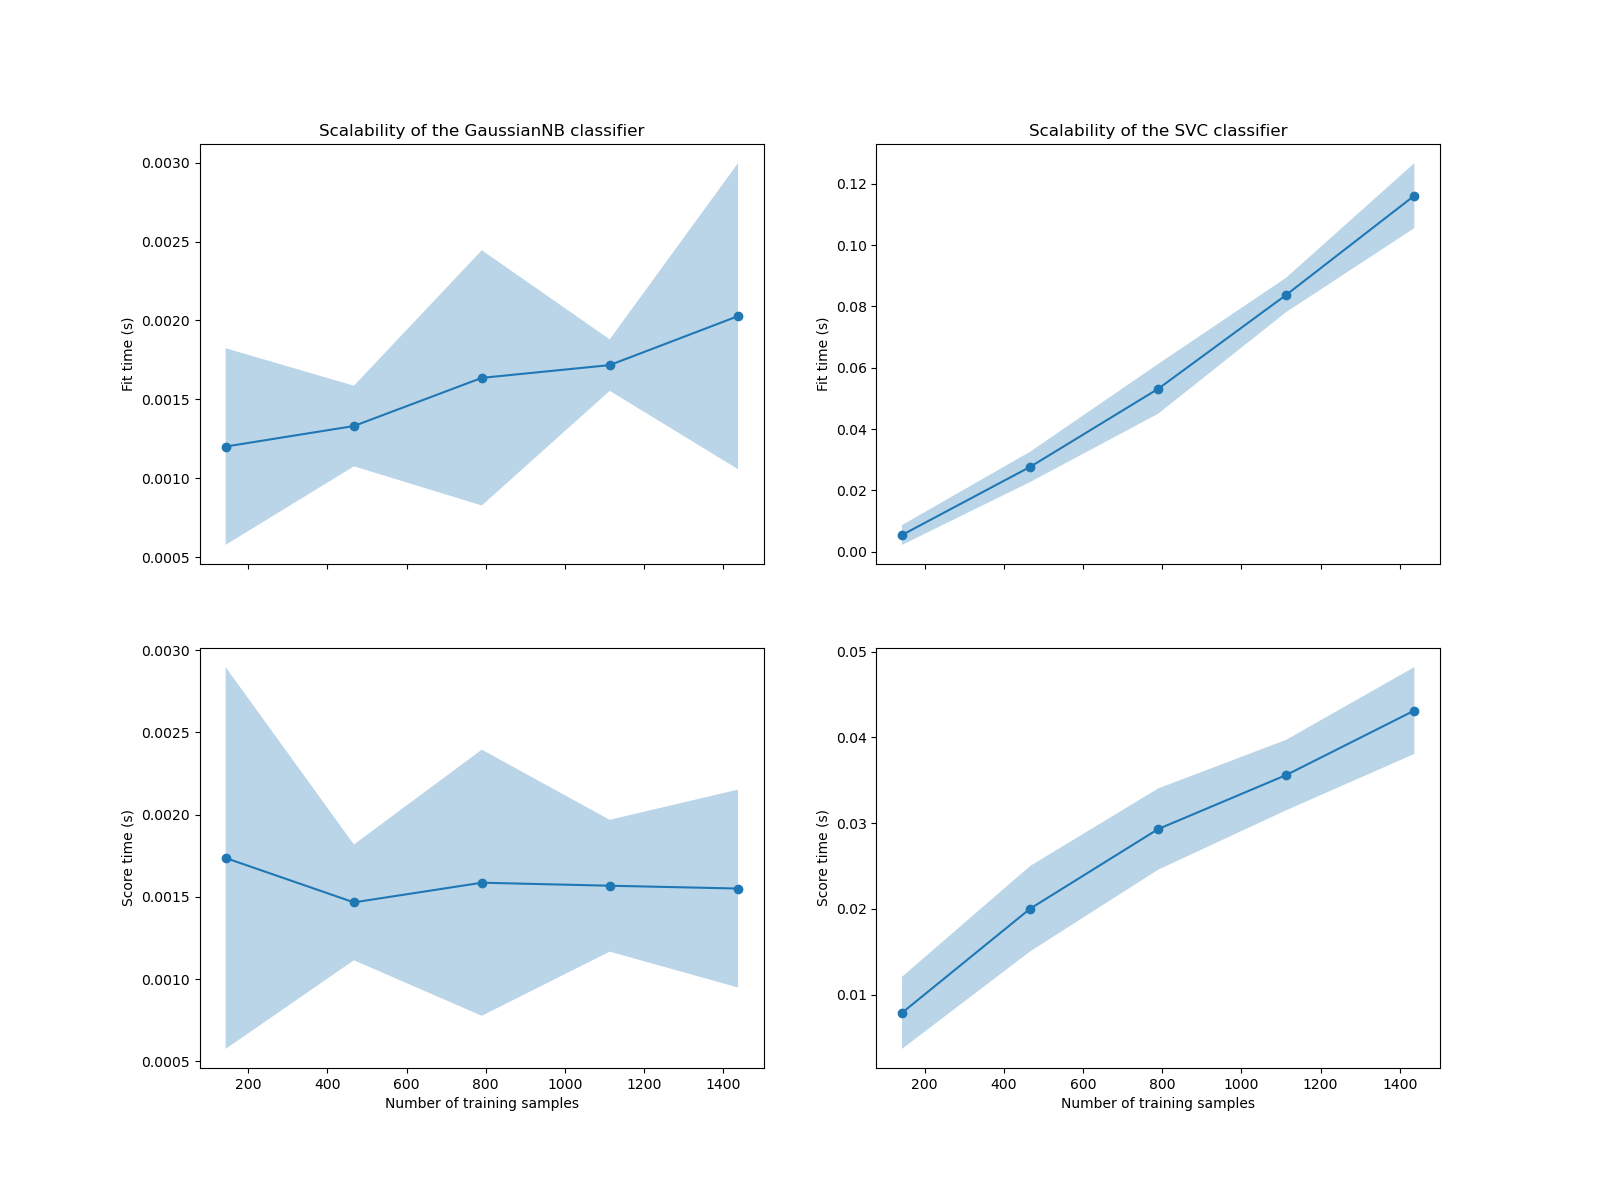 Scalability of the GaussianNB classifier
Fit time (s)
0.0030
0.0025
0.0020
0.0015
0.0010
0.0005
Scalability of the SVC classifier
Fit time (s)
0.12
0.10
0.08
0.06
0.04
0.02
0.00
Score time (s)
0.0030
0.0025
0.0020
0.0015
0.0010
0.0005
200 400 600 800 1000 1200 1400
Number of training samples
Score time (s)
0.05
0.04
0.03
0.02
0.01
200 400 600 800 1000 1200 1400
Number of training samples